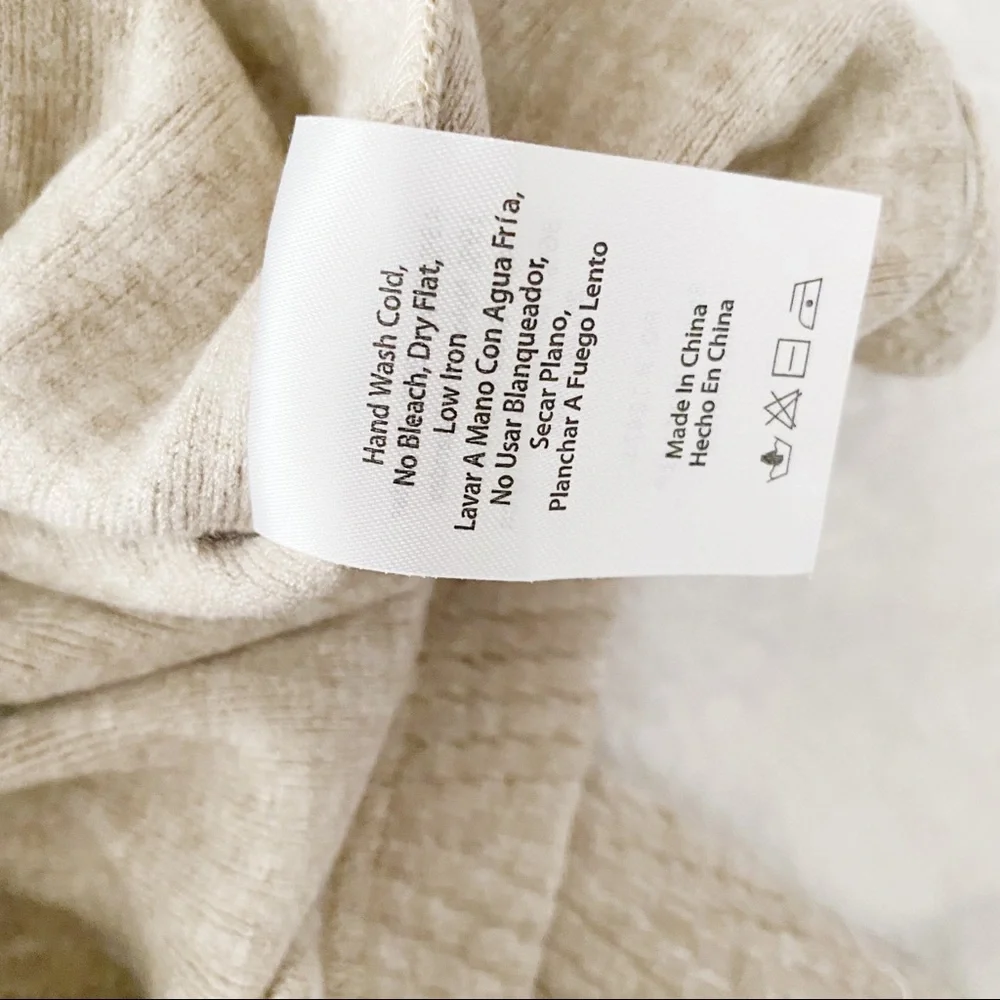 Hand Wash Cold,
No Bleach, Dry Flat,
Low Iron
Lavar A Mano Con Agua Fría,
No Usar Blanqueador,
Secar Plano,
Planchar A Fuego Lento
Made In China
Hecho En China